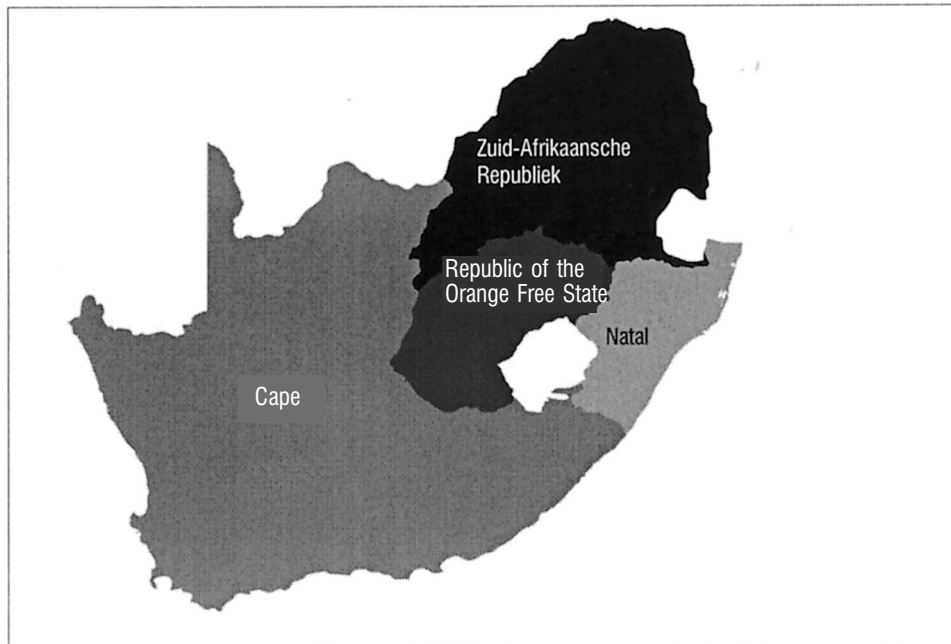 Zuid-Afrikaansche
Republiek
Republic of the
Orange Free State
Natal
Cape